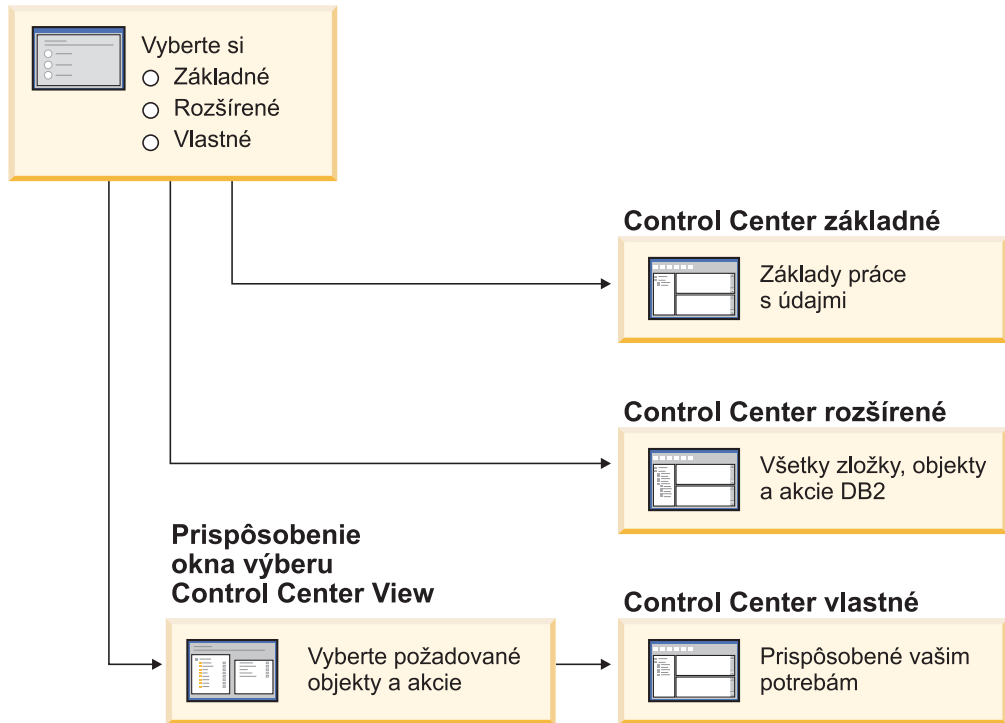 Vyberte si
Základné
Rozšírené
Vlastné
Control Center základné
Základy práce
s údajmi
Control Center rozšírené
Všetky zložky, objekty
a akcie DB2
Prispôsobenie
okna výberu
Control Center View
Vyberte požadované
objekty a akcie
Control Center vlastné
Prispôsobené vašim
potrebám